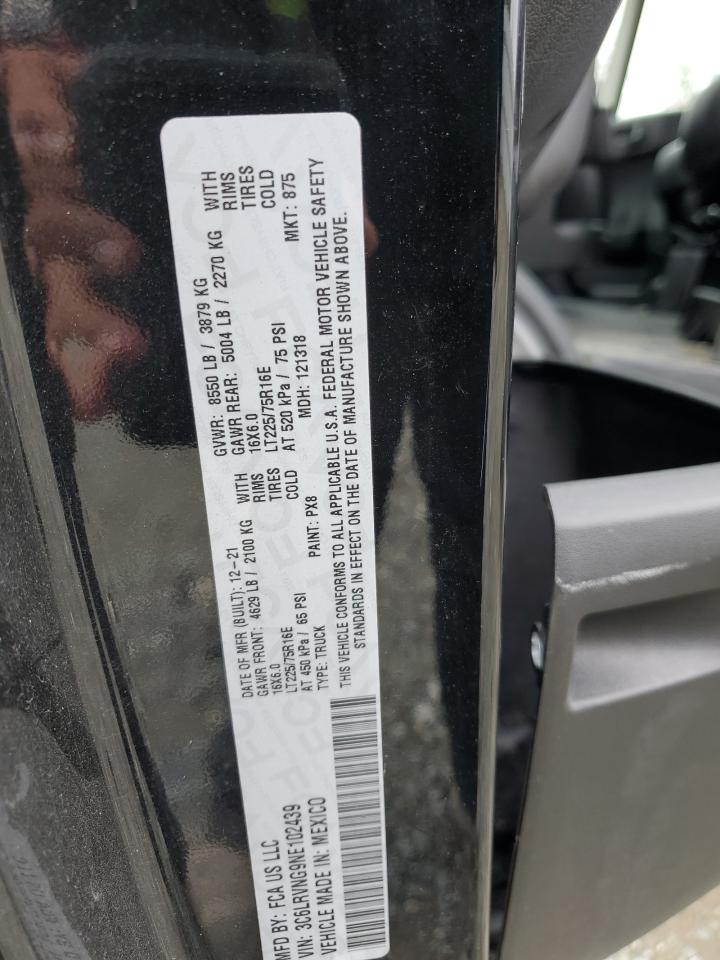 MFD BY: FCA US LLC
VIN: 3C6LRVNG9NE102439
VEHICLE MADE IN: MEXICO
DATE OF MFR (BUILT): 12-21 GVWR: 8550 LB / 3879 KG
GAWR FRONT: 4629 LB / 2100 KG WITH GAWR REAR: 5004 LB / 2270 KG WITH
16X6.0 RIMS 16X6.0 RIMS
LT225/75R16E TIRES LT225/75R16E TIRES
AT 450 kPa / 65 PSI COLD AT 520 kPa / 75 PSI COLD
TYPE: TRUCK PAINT: PX8 MDH: 121318 MKT: 875
THIS VEHICLE CONFORMS TO ALL APPLICABLE U.S.A. FEDERAL MOTOR VEHICLE SAFETY
STANDARDS IN EFFECT ON THE DATE OF MANUFACTURE SHOWN ABOVE.